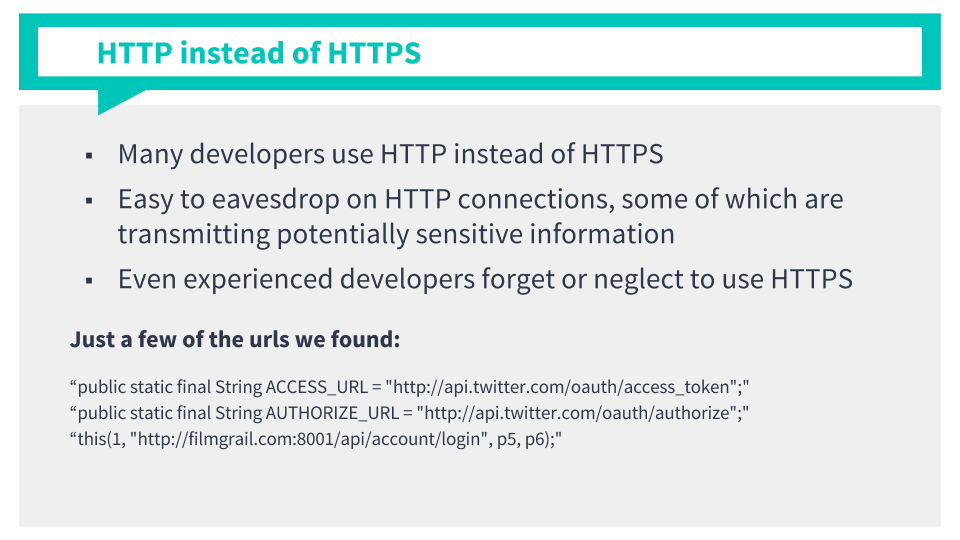 HTTP instead of HTTPS
▪ Many developers use HTTP instead of HTTPS
▪ Easy to eavesdrop on HTTP connections, some of which are
transmitting potentially sensitive information
▪ Even experienced developers forget or neglect to use HTTPS
Just a few of the urls we found:
“public static final String ACCESS_URL = "http://api.twitter.com/oauth/access_token";"
“public static final String AUTHORIZE_URL = "http://api.twitter.com/oauth/authorize";"
“this(1, "http://filmgrail.com:8001/api/account/login", p5, p6);"